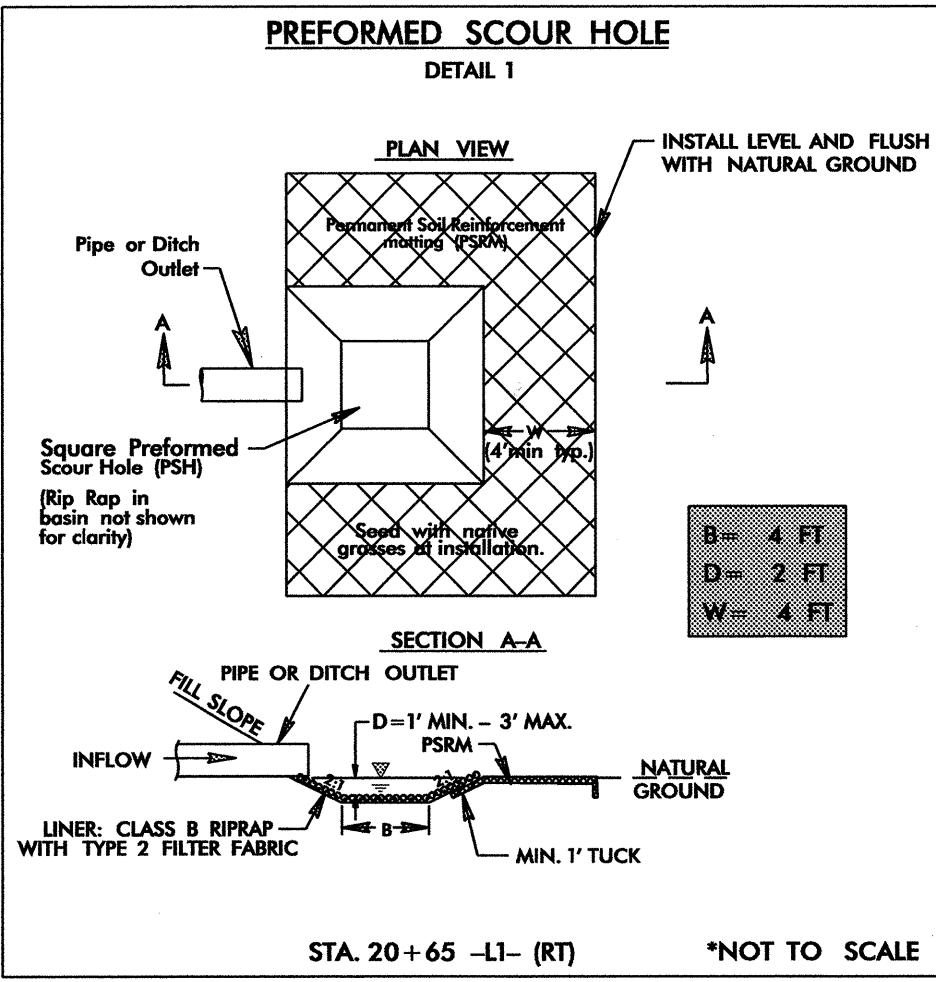 PREFORMED SCOUR HOLE
DETAIL 1
PLAN VIEW
INSTALL LEVEL AND FLUSH
WITH NATURAL GROUND
Permanent Soil Reinforcement
matting (PSRM)
Pipe or Ditch
Outlet
A
A
W
(4'min typ.)
Square Preformed
Scour Hole (PSH)
(Rip Rap in
basin not shown
for clarity)
Seed with native
grasses at installation.
B= 4 FT
D= 2 FT
W= 4 FT
SECTION A-A
PIPE OR DITCH OUTLET
FILL SLOPE
D=1' MIN. - 3' MAX.
PSRM
INFLOW
2:1
2:1
NATURAL
GROUND
B
LINER: CLASS B RIPRAP
WITH TYPE 2 FILTER FABRIC
MIN. 1' TUCK
STA. 20+65 -L1- (RT)
*NOT TO SCALE